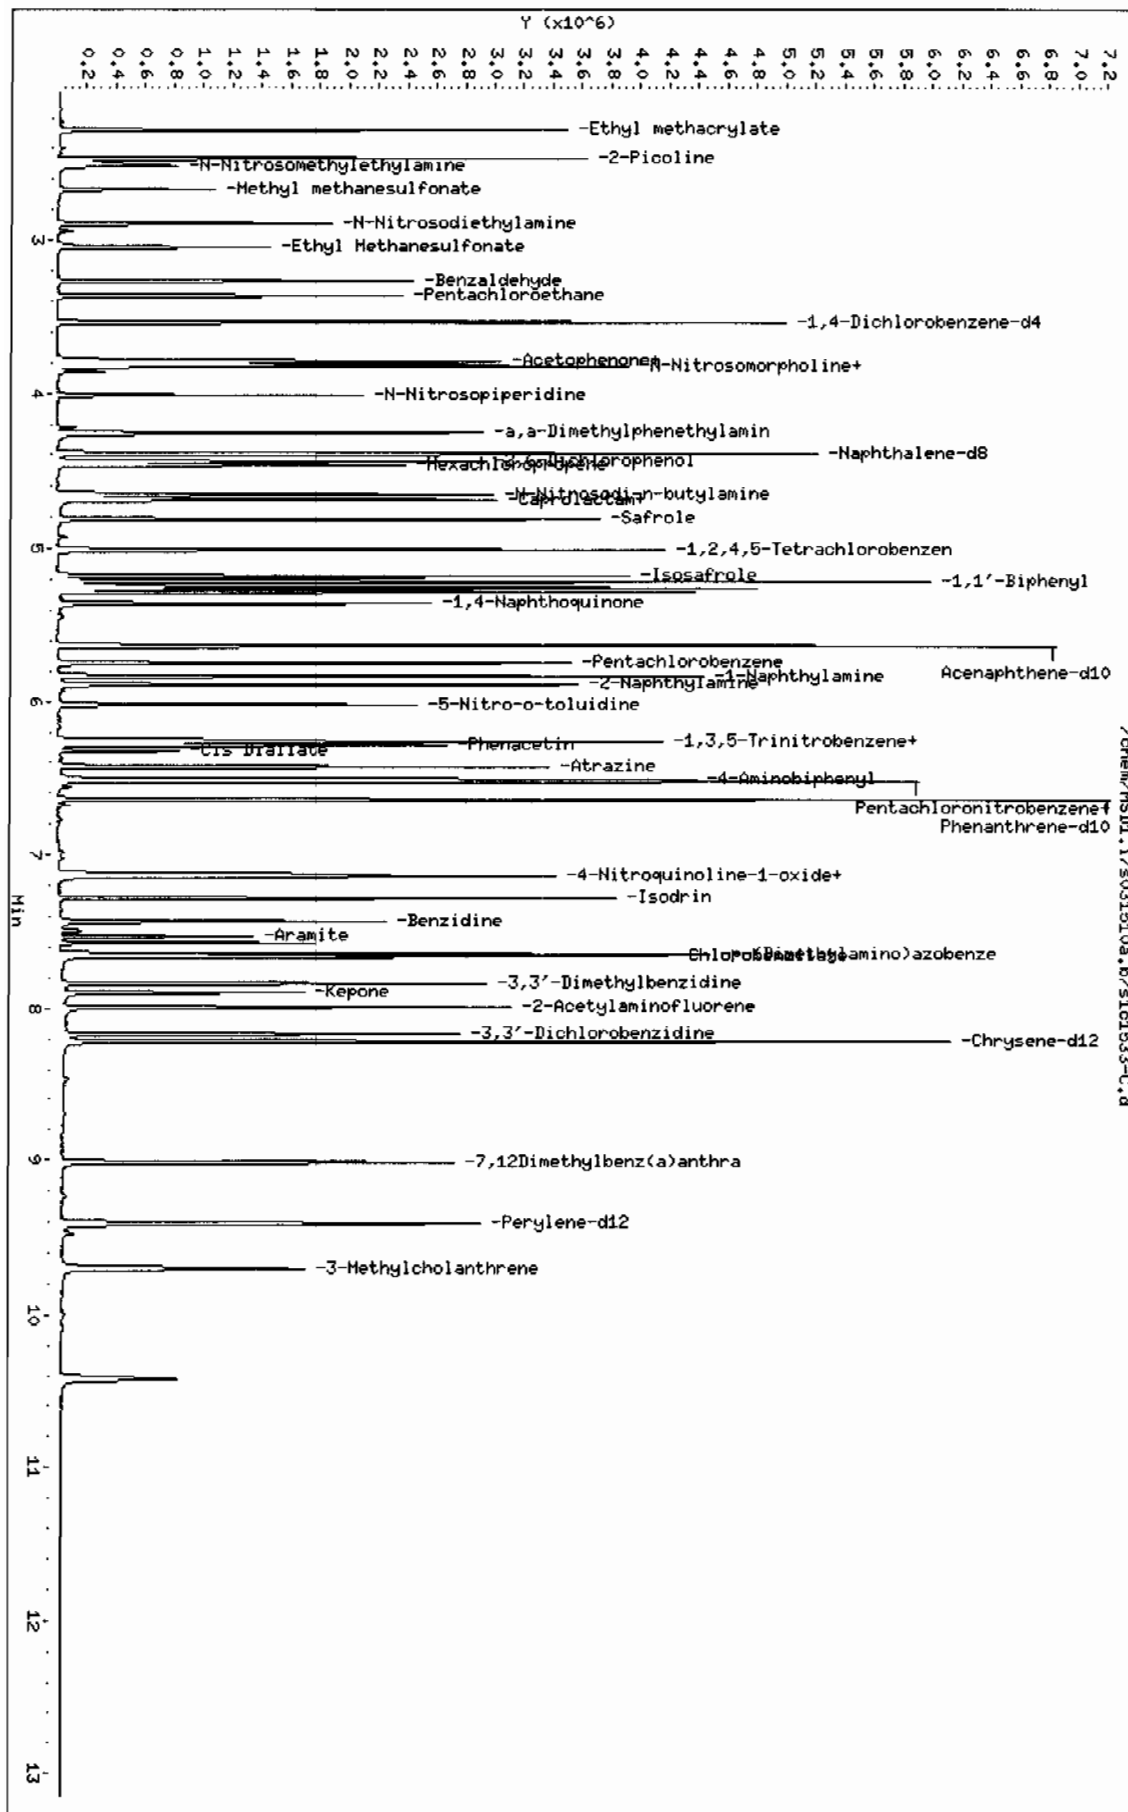 Y (x10^6)
0.2
0.4
0.6
0.8
1.0
1.2
1.4
1.6
1.8
2.0
2.2
2.4
2.6
2.8
3.0
3.2
3.4
3.6
3.8
4.0
4.2
4.4
4.6
4.8
5.0
5.2
5.4
5.6
5.8
6.0
6.2
6.4
6.6
6.8
7.0
7.2
-Ethyl methacrylate
-2-Picoline
-N-Nitrosomethylethylamine
-Methyl methanesulfonate
-N-Nitrosodiethylamine
3
-Ethyl Methanesulfonate
-Benzaldehyde
-Pentachloroethane
-1,4-Dichlorobenzene-d4
-Acetophenone+
-N-Nitrosomorpholine+
4
-N-Nitrosopiperidine
-a,a-Dimethylphenethylamin
-Naphthalene-d8
-2,6-Dichlorophenol
-Hexachloropropene
-N-Nitrosodi-n-butylamine
-Caprolactam+
-Safrole
5
-1,2,4,5-Tetrachlorobenzen
-Isosafrole
-1,1'-Biphenyl
-1,4-Naphthoquinone
-Pentachlorobenzene
Acenaphthene-d10
-1-Naphthylamine
-2-Naphthylamine
6
-5-Nitro-o-toluidine
-1,3,5-Trinitrobenzene+
-Phenacetin
-Cis Diallate
-Atrazine
-4-Aminobiphenyl
Pentachloronitrobenzene+
Phenanthrene-d10
7
-4-Nitroquinoline-1-oxide+
-Isodrin
-Benzidine
-Aramite
(Dimethylamino)azobenze
-3,3'-Dimethylbenzidine
-Kepone
8
-2-Acetylaminofluorene
-3,3'-Dichlorobenzidine
-Chrysene-d12
9
-7,12Dimethylbenz(a)anthra
-Perylene-d12
-3-Methylcholanthrene
10
11
12
13
Min